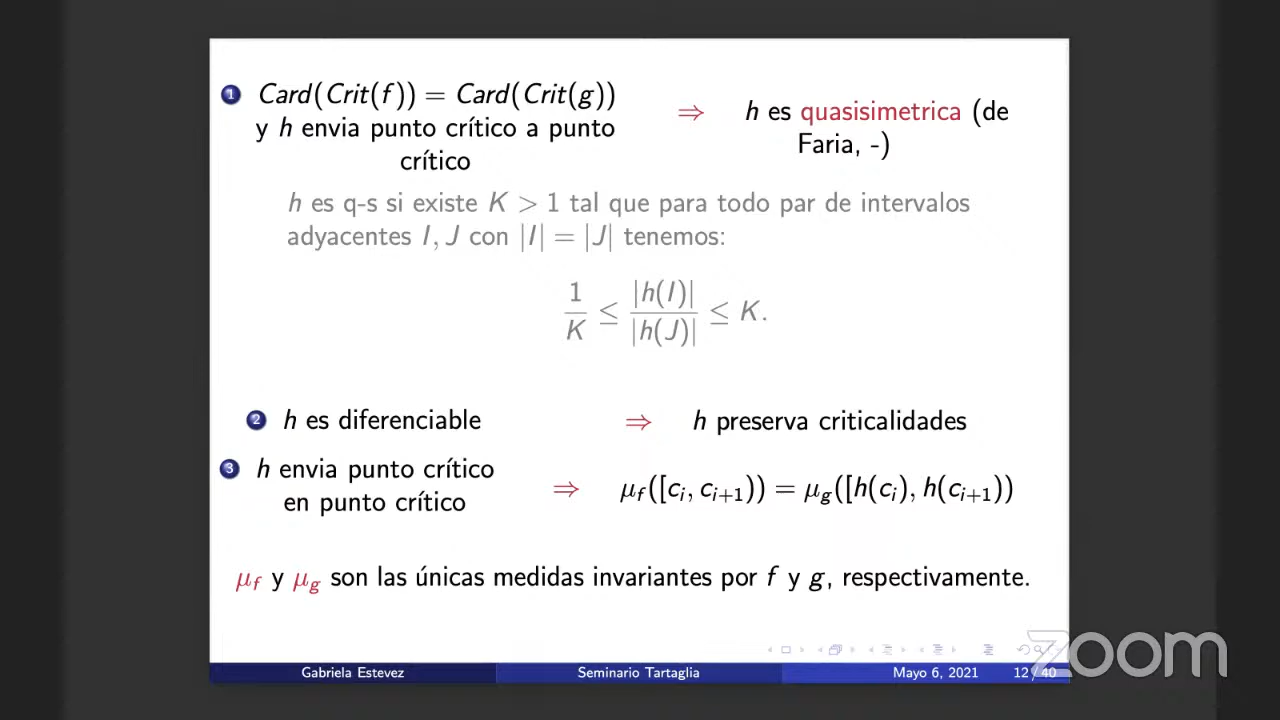 1 Card(Crit(f)) = Card(Crit(g))
y h envia punto crítico a punto
crítico
⇒ h es quasisimetrica (de
Faria, -)
h es q-s si existe K > 1 tal que para todo par de intervalos
adyacentes I, J con |I| = |J| tenemos:
1/K ≤ |h(I)|/|h(J)| ≤ K.
2 h es diferenciable ⇒ h preserva criticalidades
3 h envia punto crítico
en punto crítico
⇒ μ_f([c_i, c_{i+1})) = μ_g([h(c_i), h(c_{i+1}))
μ_f y μ_g son las únicas medidas invariantes por f y g, respectivamente.
Gabriela Estevez Seminario Tartaglia Mayo 6, 2021 12 / 40
zoom